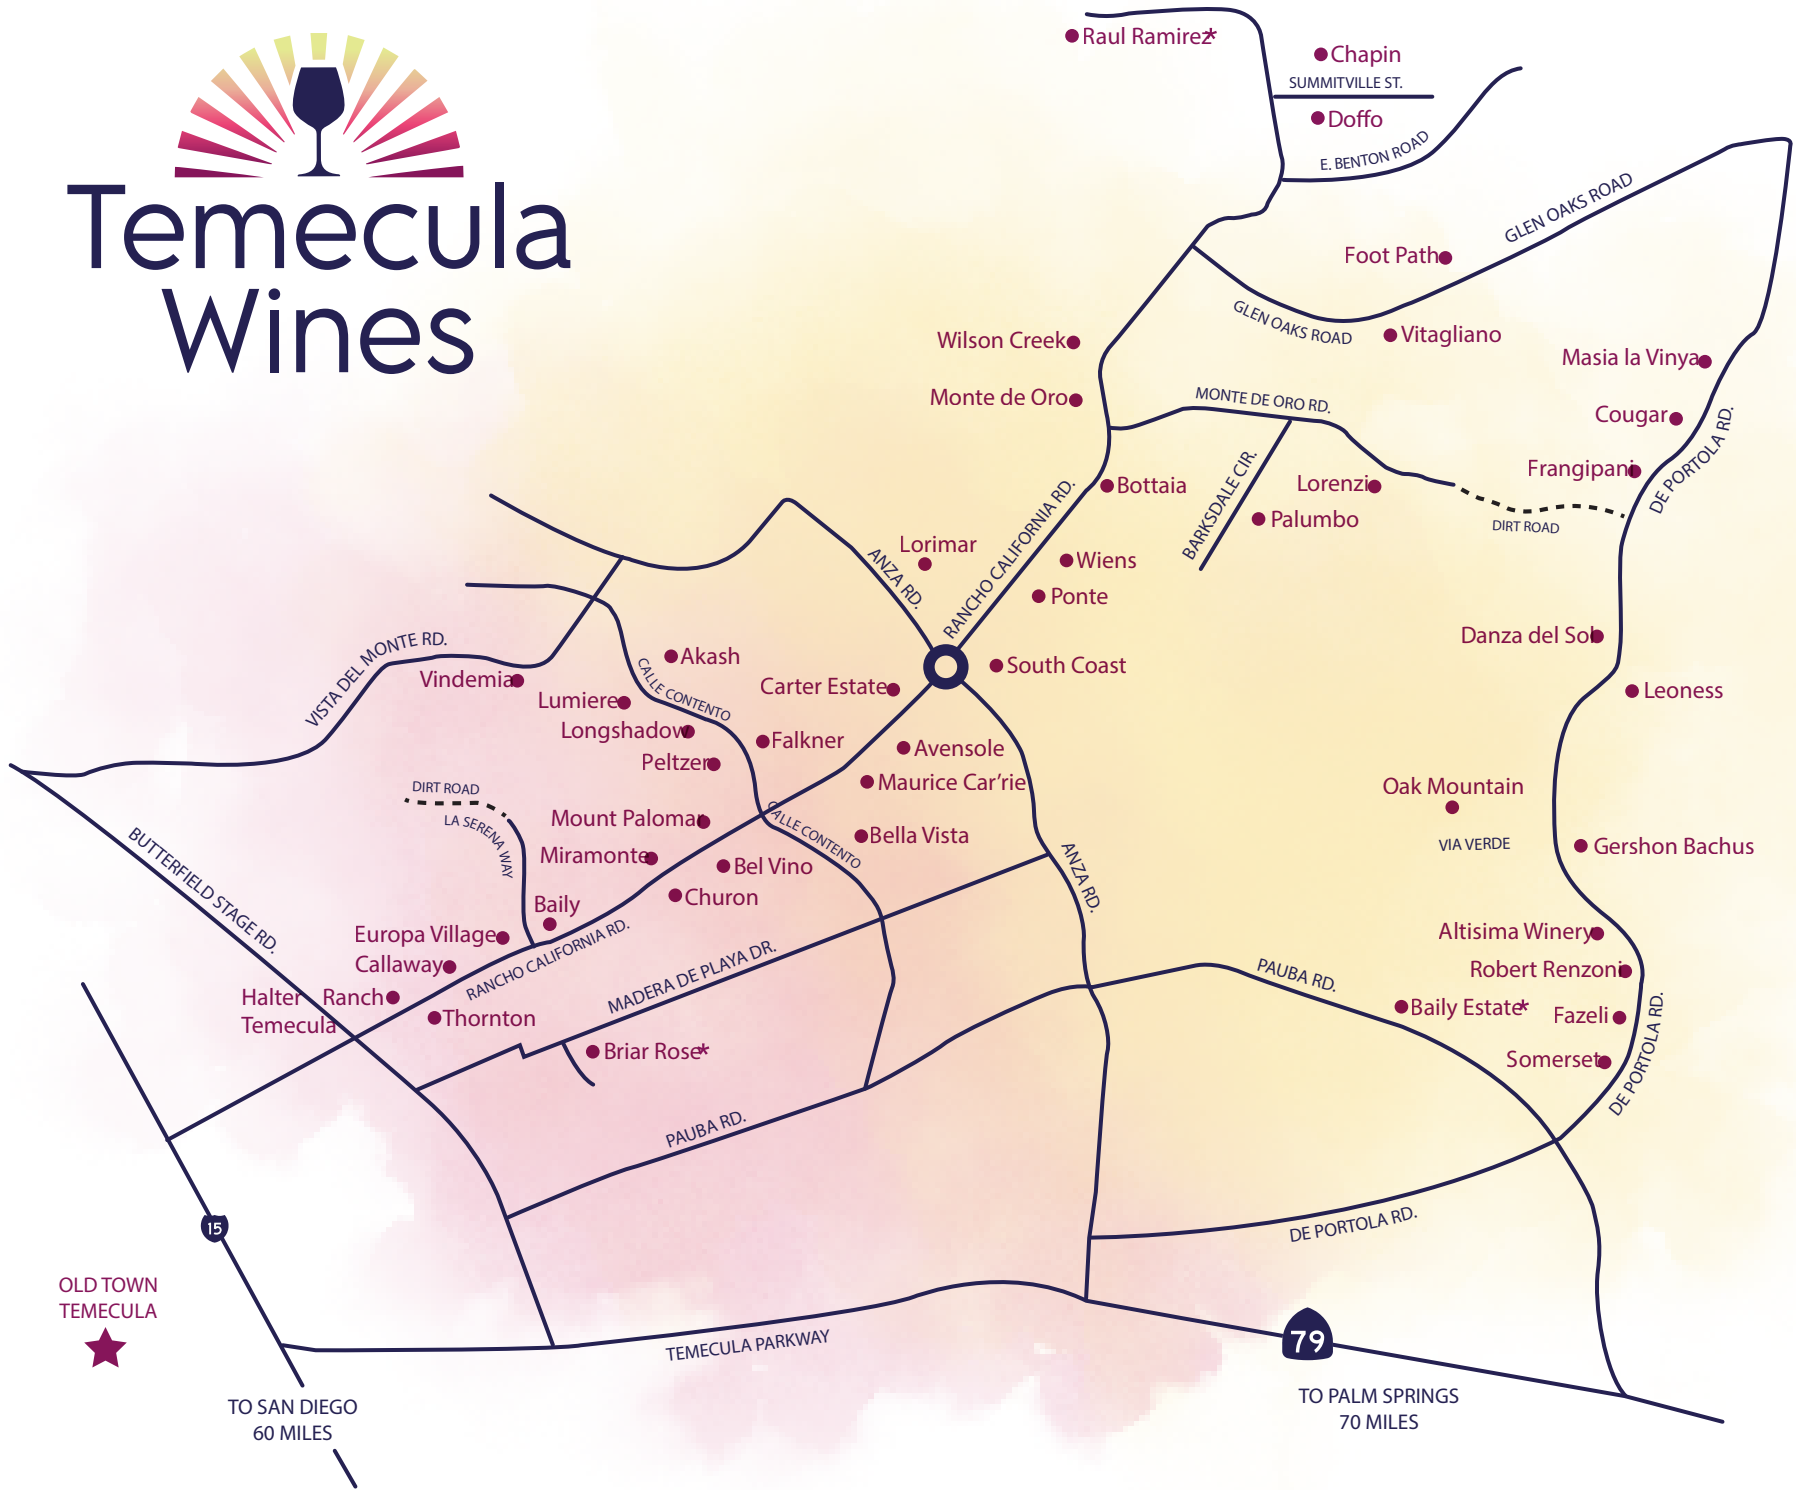 Temecula
Wines
Raul Ramirez*
Chapin
SUMMITVILLE ST.
Doffo
E. BENTON ROAD
GLEN OAKS ROAD
Foot Path
GLEN OAKS ROAD
Vitagliano
Wilson Creek
Masia la Vinya
Monte de Oro
MONTE DE ORO RD.
Cougar
DE PORTOLA RD.
Frangipani
Bottaia
BARKSDALE CIR.
Lorenzi
Palumbo
DIRT ROAD
RANCHO CALIFORNIA RD.
Lorimar
ANZA RD.
Wiens
Ponte
Danza del Sol
VISTA DEL MONTE RD.
Akash
South Coast
Vindemia
CALLE CONTENTO
Carter Estate
Leoness
Lumiere
Longshadow
Falkner
Avensole
Peltzer
Maurice Car'rie
DIRT ROAD
LA SERENA WAY
Oak Mountain
Mount Palomar
CALLE CONTENTO
Bella Vista
VIA VERDE
Gershon Bachus
Miramonte
Bel Vino
BUTTERFIELD STAGE RD.
ANZA RD.
Churon
Baily
Europa Village
RANCHO CALIFORNIA RD.
Altisima Winery
Callaway
MADERA DE PLAYA DR.
PAUBA RD.
Robert Renzoni
Halter Ranch
Temecula
Thornton
Baily Estate*
Fazeli
DE PORTOLA RD.
Briar Rose*
Somerset
PAUBA RD.
15
DE PORTOLA RD.
OLD TOWN
TEMECULA
TEMECULA PARKWAY
79
TO SAN DIEGO
60 MILES
TO PALM SPRINGS
70 MILES